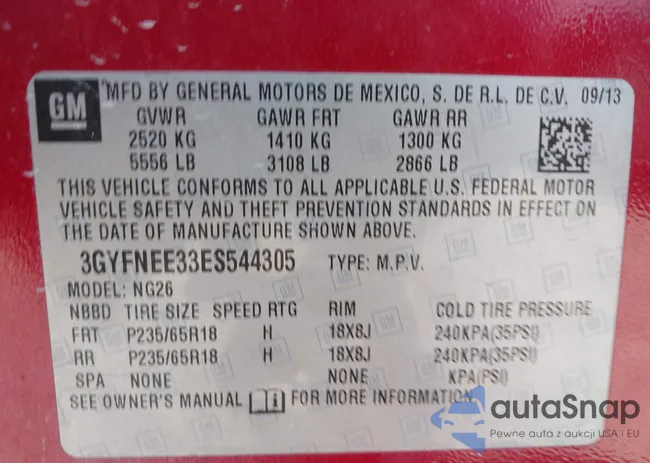 GM
MFD BY GENERAL MOTORS DE MEXICO, S. DE R.L. DE C.V. 09/13
GVWR GAWR FRT GAWR RR
2520 KG 1410 KG 1300 KG
5556 LB 3108 LB 2866 LB
THIS VEHICLE CONFORMS TO ALL APPLICABLE U.S. FEDERAL MOTOR
VEHICLE SAFETY AND THEFT PREVENTION STANDARDS IN EFFECT ON
THE DATE OF MANUFACTURE SHOWN ABOVE.
3GYFNEE33ES544305 TYPE: M.P.V.
MODEL: NG26
NBBD TIRE SIZE SPEED RTG RIM COLD TIRE PRESSURE
FRT P235/65R18 H 18X8J 240KPA(35PSI)
RR P235/65R18 H 18X8J 240KPA(35PSI)
SPA NONE NONE KPA(PSI)
SEE OWNER'S MANUAL FOR MORE INFORMATION.
autaSnap
Pewne auta z aukcji USA i EU